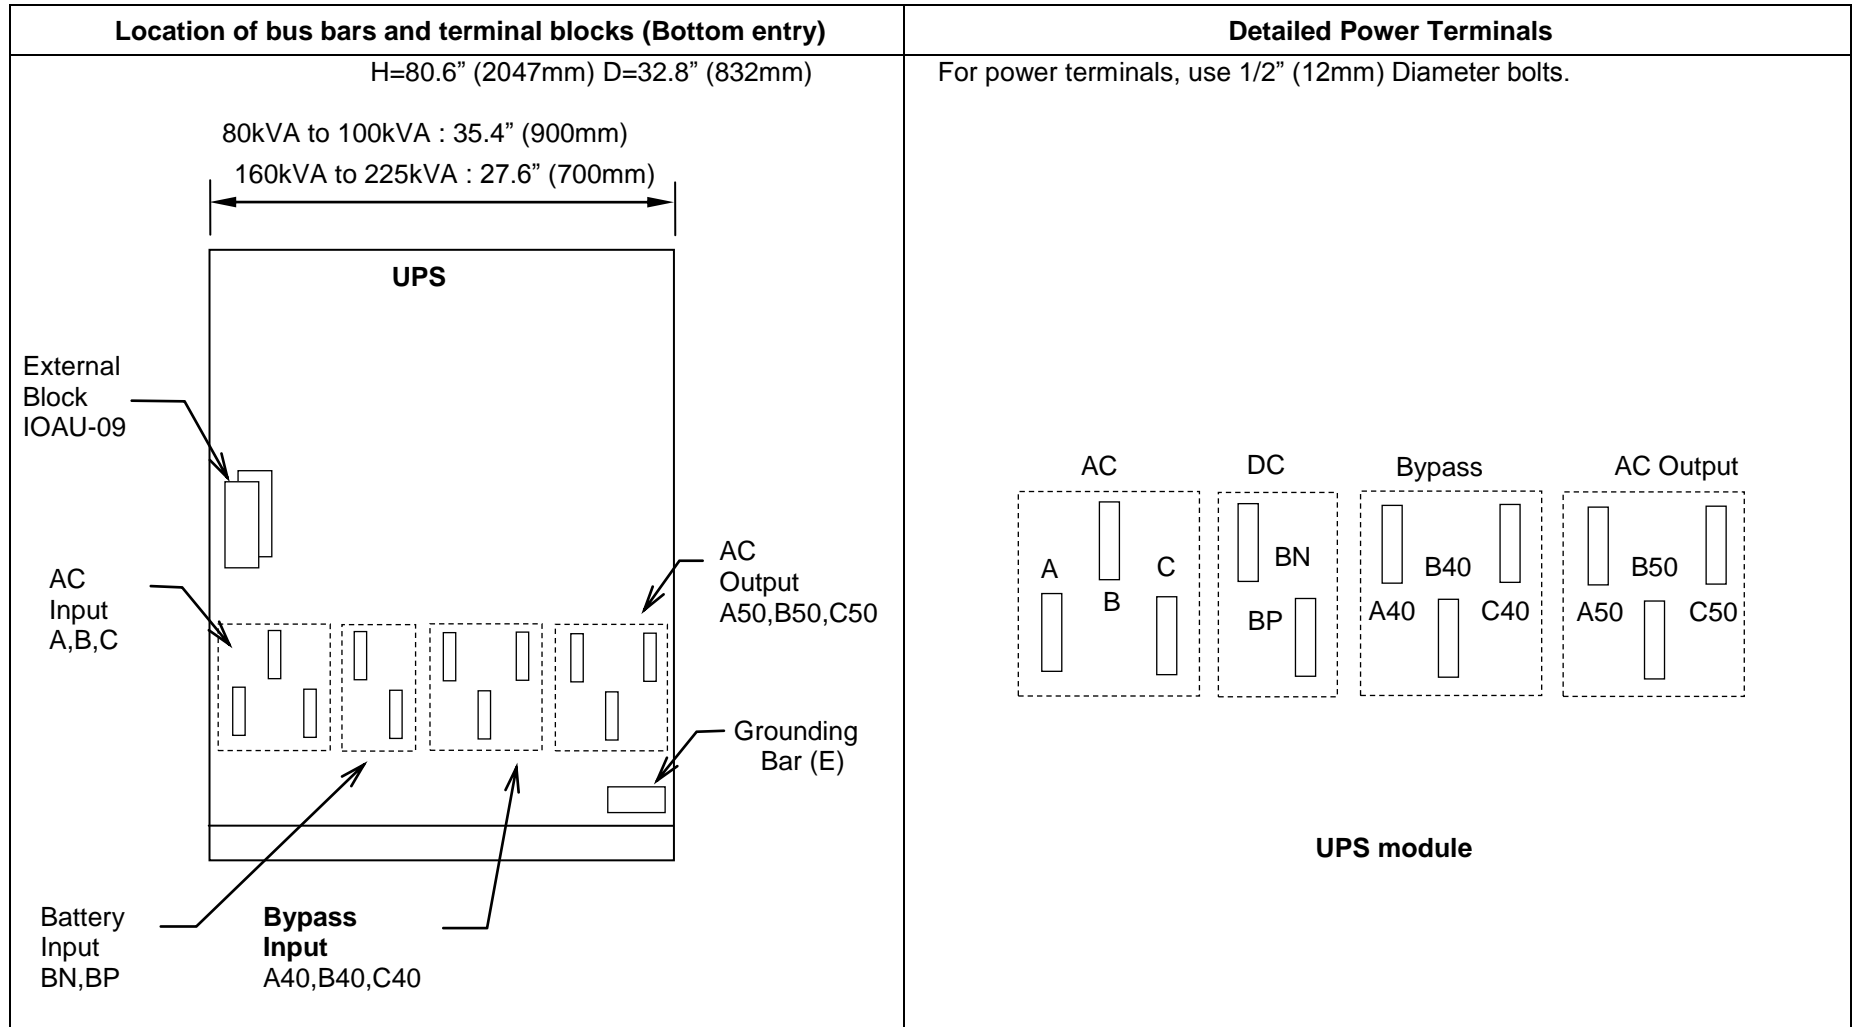 Location of bus bars and terminal blocks (Bottom entry)
H=80.6” (2047mm) D=32.8” (832mm)
80kVA to 100kVA : 35.4” (900mm)
160kVA to 225kVA : 27.6” (700mm)
UPS
External
Block
IOAU-09
AC
Input
A,B,C
AC
Output
A50,B50,C50
Grounding
Bar (E)
Battery
Input
BN,BP
Bypass
Input
A40,B40,C40
Detailed Power Terminals
For power terminals, use 1/2” (12mm) Diameter bolts.
AC
A
B
C
DC
BN
BP
Bypass
B40
A40
C40
AC Output
B50
A50
C50
UPS module